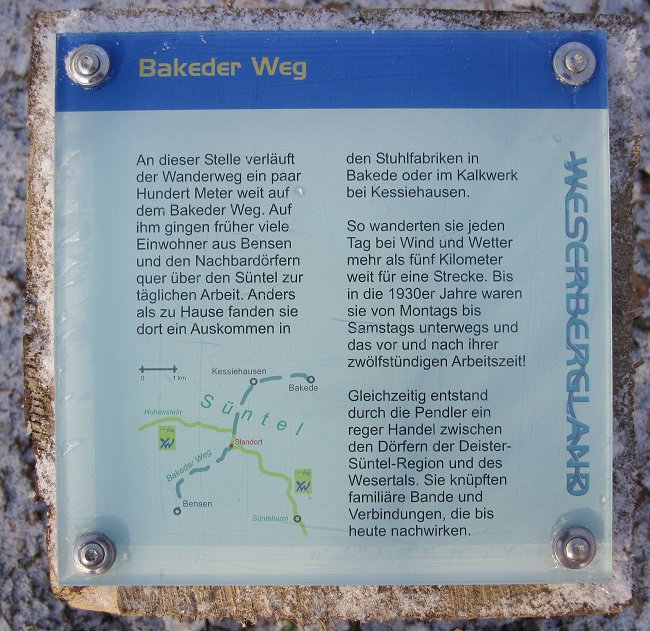 Bakeder Weg
An dieser Stelle verläuft
der Wanderweg ein paar
Hundert Meter weit auf
dem Bakeder Weg. Auf
ihm gingen früher viele
Einwohner aus Bensen
und den Nachbardörfern
quer über den Süntel zur
täglichen Arbeit. Anders
als zu Hause fanden sie
dort ein Auskommen in
den Stuhlfabriken in
Bakede oder im Kalkwerk
bei Kessiehausen.
So wanderten sie jeden
Tag bei Wind und Wetter
mehr als fünf Kilometer
weit für eine Strecke. Bis
in die 1930er Jahre waren
sie von Montags bis
Samstags unterwegs und
das vor und nach ihrer
zwölfstündigen Arbeitszeit!
Gleichzeitig entstand
durch die Pendler ein
reger Handel zwischen
den Dörfern der Deister-
Süntel-Region und des
Wesertals. Sie knüpften
familiäre Bande und
Verbindungen, die bis
heute nachwirken.
WESERBERGLAND
0 1 km
Kessiehausen
Bakede
Süntel
Hohenstein
Standort
Bakeder Weg
Bensen
Süntelturm